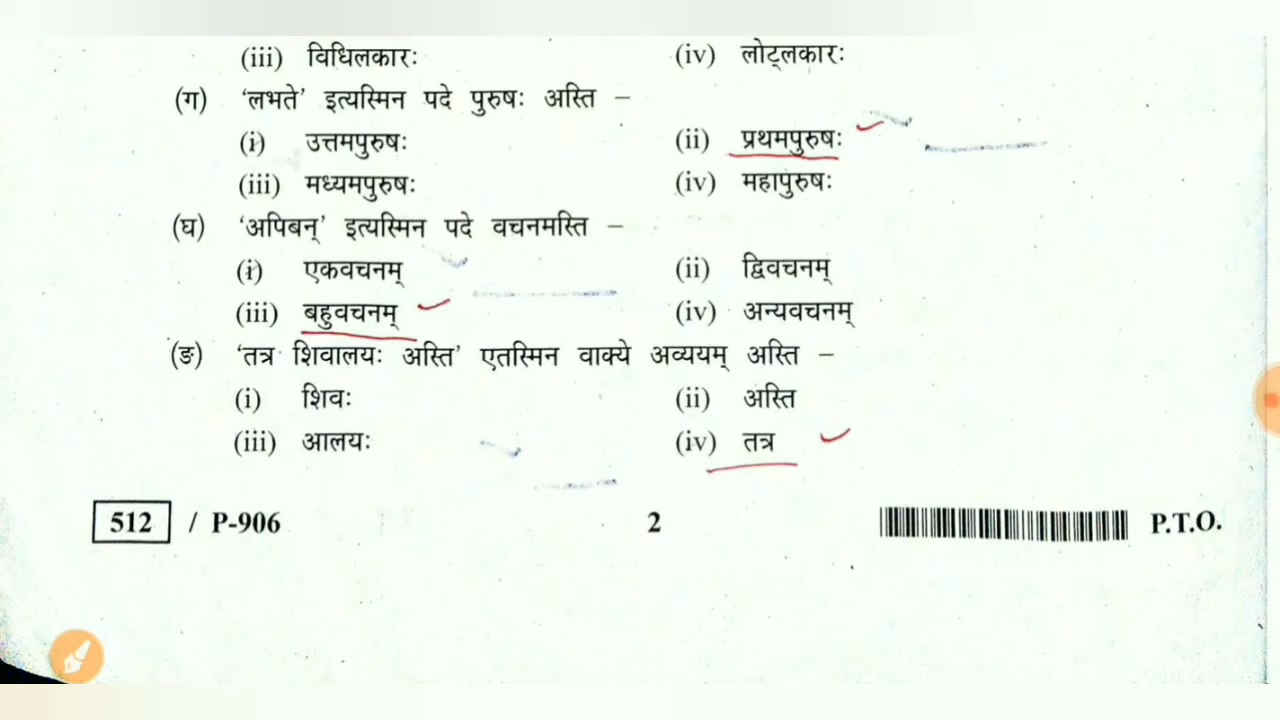 (iii) विधिलकारः (iv) लोट्लकारः
(ग) ‘लभते’ इत्यस्मिन पदे पुरुषः अस्ति –
(i) उत्तमपुरुषः (ii) प्रथमपुरुषः
(iii) मध्यमपुरुषः (iv) महापुरुषः
(घ) ‘अपिबन्’ इत्यस्मिन पदे वचनमस्ति –
(i) एकवचनम् (ii) द्विवचनम्
(iii) बहुवचनम् (iv) अन्यवचनम्
(ङ) ‘तत्र शिवालयः अस्ति’ एतस्मिन वाक्ये अव्ययम् अस्ति –
(i) शिवः (ii) अस्ति
(iii) आलयः (iv) तत्र
512 / P-906 2 P.T.O.